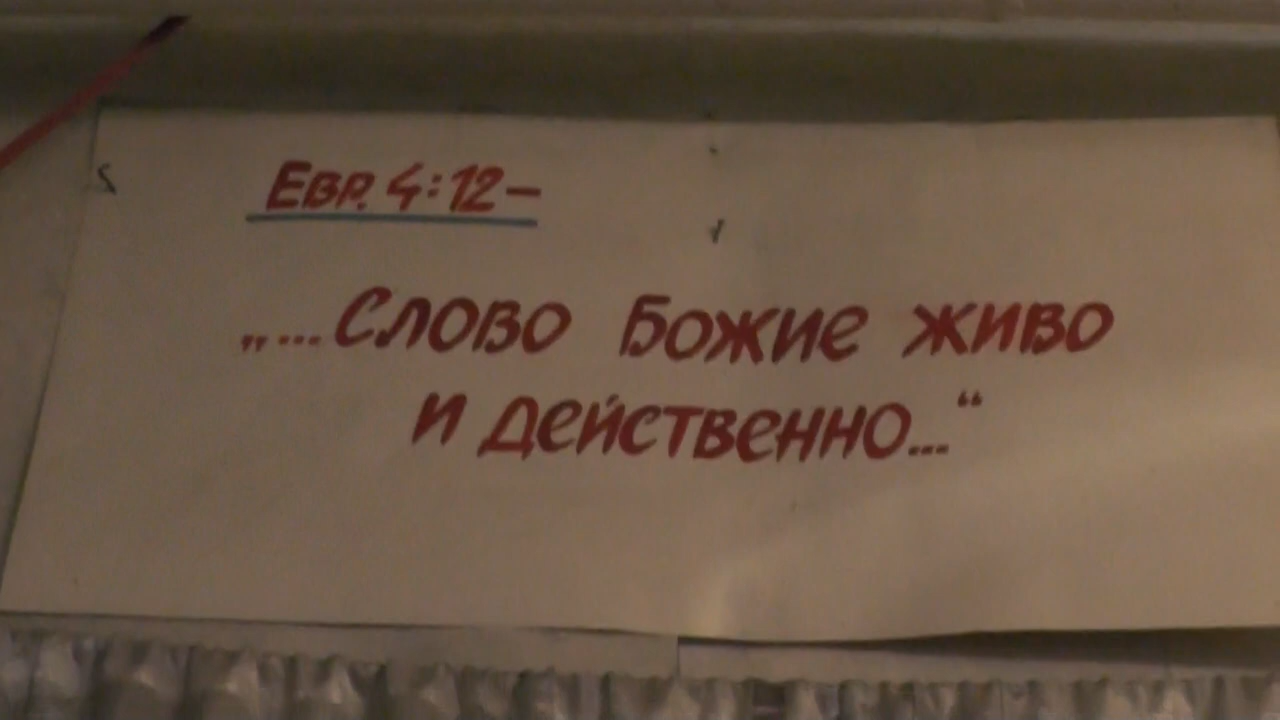 Евр. 4:12–
„...Слово Божие живо
и действенно...“